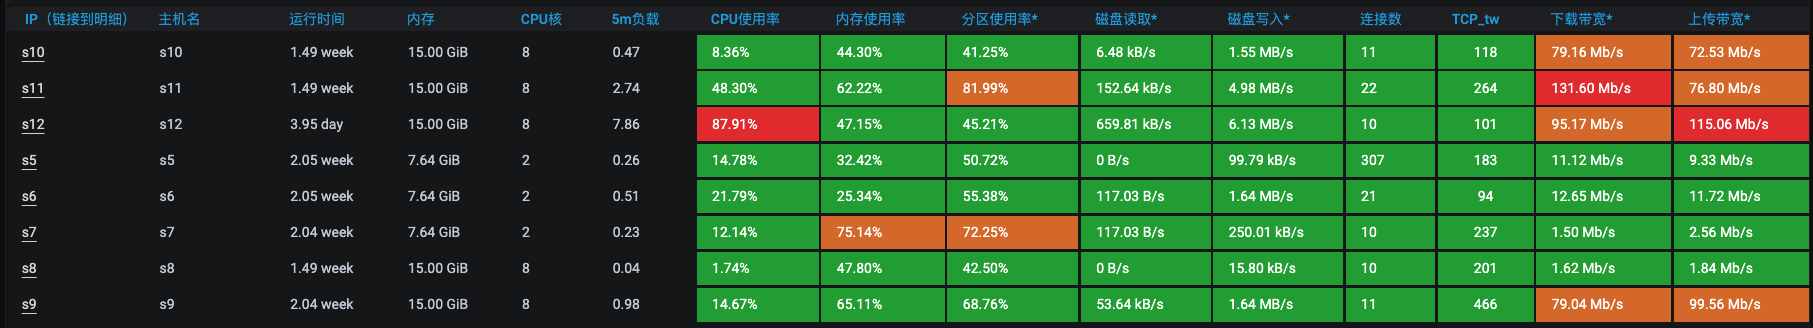 IP（链接到明细） 主机名 运行时间 内存 CPU核 5m负载 CPU使用率 内存使用率 分区使用率* 磁盘读取* 磁盘写入* 连接数 TCP_tw 下载带宽* 上传带宽*
s10 s10 1.49 week 15.00 GiB 8 0.47 8.36% 44.30% 41.25% 6.48 kB/s 1.55 MB/s 11 118 79.16 Mb/s 72.53 Mb/s
s11 s11 1.49 week 15.00 GiB 8 2.74 48.30% 62.22% 81.99% 152.64 kB/s 4.98 MB/s 22 264 131.60 Mb/s 76.80 Mb/s
s12 s12 3.95 day 15.00 GiB 8 7.86 87.91% 47.15% 45.21% 659.81 kB/s 6.13 MB/s 10 101 95.17 Mb/s 115.06 Mb/s
s5 s5 2.05 week 7.64 GiB 2 0.26 14.78% 32.42% 50.72% 0 B/s 99.79 kB/s 307 183 11.12 Mb/s 9.33 Mb/s
s6 s6 2.05 week 7.64 GiB 2 0.51 21.79% 25.34% 55.38% 117.03 B/s 1.64 MB/s 21 94 12.65 Mb/s 11.72 Mb/s
s7 s7 2.04 week 7.64 GiB 2 0.23 12.14% 75.14% 72.25% 117.03 B/s 250.01 kB/s 10 237 1.50 Mb/s 2.56 Mb/s
s8 s8 1.49 week 15.00 GiB 8 0.04 1.74% 47.80% 42.50% 0 B/s 15.80 kB/s 10 201 1.62 Mb/s 1.84 Mb/s
s9 s9 2.04 week 15.00 GiB 8 0.98 14.67% 65.11% 68.76% 53.64 kB/s 1.64 MB/s 11 466 79.04 Mb/s 99.56 Mb/s